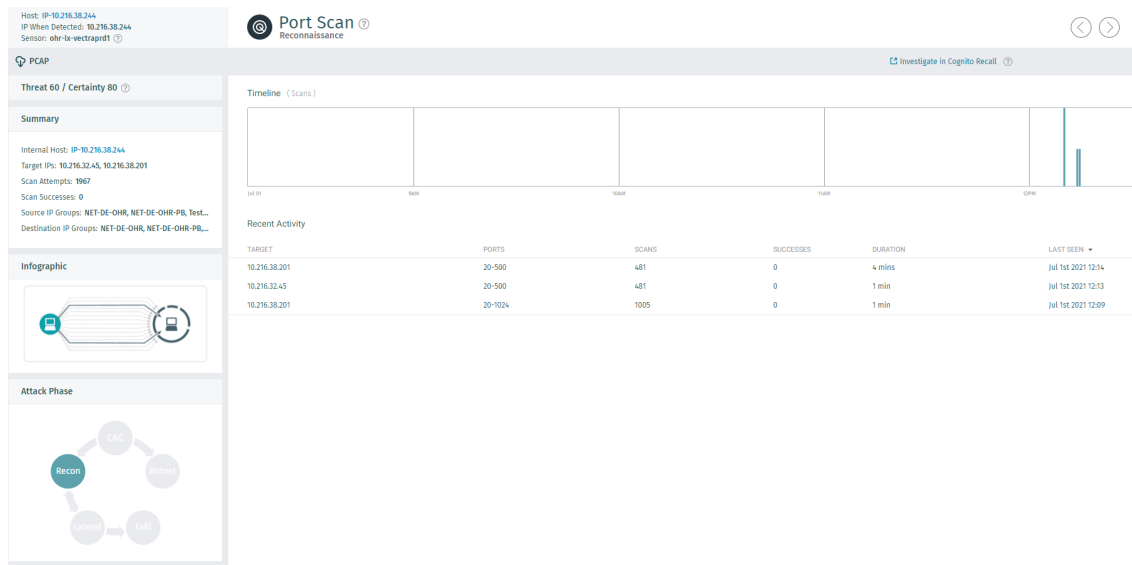 Host: IP-10.216.38.244
IP When Detected: 10.216.38.244
Sensor: ohr-lx-vectraprd1 ?
Port Scan ?
Reconnaissance
PCAP
Investigate in Cognito Recall ?
Threat 60 / Certainty 80 ?
Summary
Internal Host: IP-10.216.38.244
Target IPs: 10.216.32.45, 10.216.38.201
Scan Attempts: 1967
Scan Successes: 0
Source IP Groups: NET-DE-OHR, NET-DE-OHR-PB, Test...
Destination IP Groups: NET-DE-OHR, NET-DE-OHR-PB,...
Infographic
Attack Phase
C&C
Recon
Botnet
Lateral
Exfil
Timeline (Scans)
Jul 01 9AM 10AM 11AM 12PM
Recent Activity
TARGET PORTS SCANS SUCCESSES DURATION LAST SEEN
10.216.38.201 20-500 481 0 4 mins Jul 1st 2021 12:14
10.216.32.45 20-500 481 0 1 min Jul 1st 2021 12:13
10.216.38.201 20-1024 1005 0 1 min Jul 1st 2021 12:09